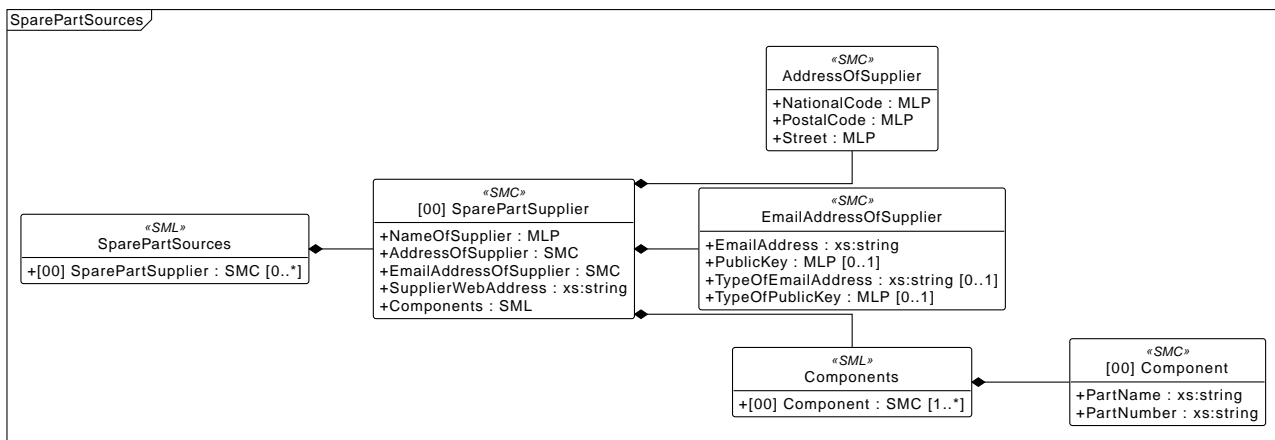 SparePartSources
«SMC»
AddressOfSupplier
+NationalCode : MLP
+PostalCode : MLP
+Street : MLP
«SML»
SparePartSources
+[00] SparePartSupplier : SMC [0..*]
«SMC»
[00] SparePartSupplier
+NameOfSupplier : MLP
+AddressOfSupplier : SMC
+EmailAddressOfSupplier : SMC
+SupplierWebAddress : xs:string
+Components : SML
«SMC»
EmailAddressOfSupplier
+EmailAddress : xs:string
+PublicKey : MLP [0..1]
+TypeOfEmailAddress : xs:string [0..1]
+TypeOfPublicKey : MLP [0..1]
«SML»
Components
+[00] Component : SMC [1..*]
«SMC»
[00] Component
+PartName : xs:string
+PartNumber : xs:string